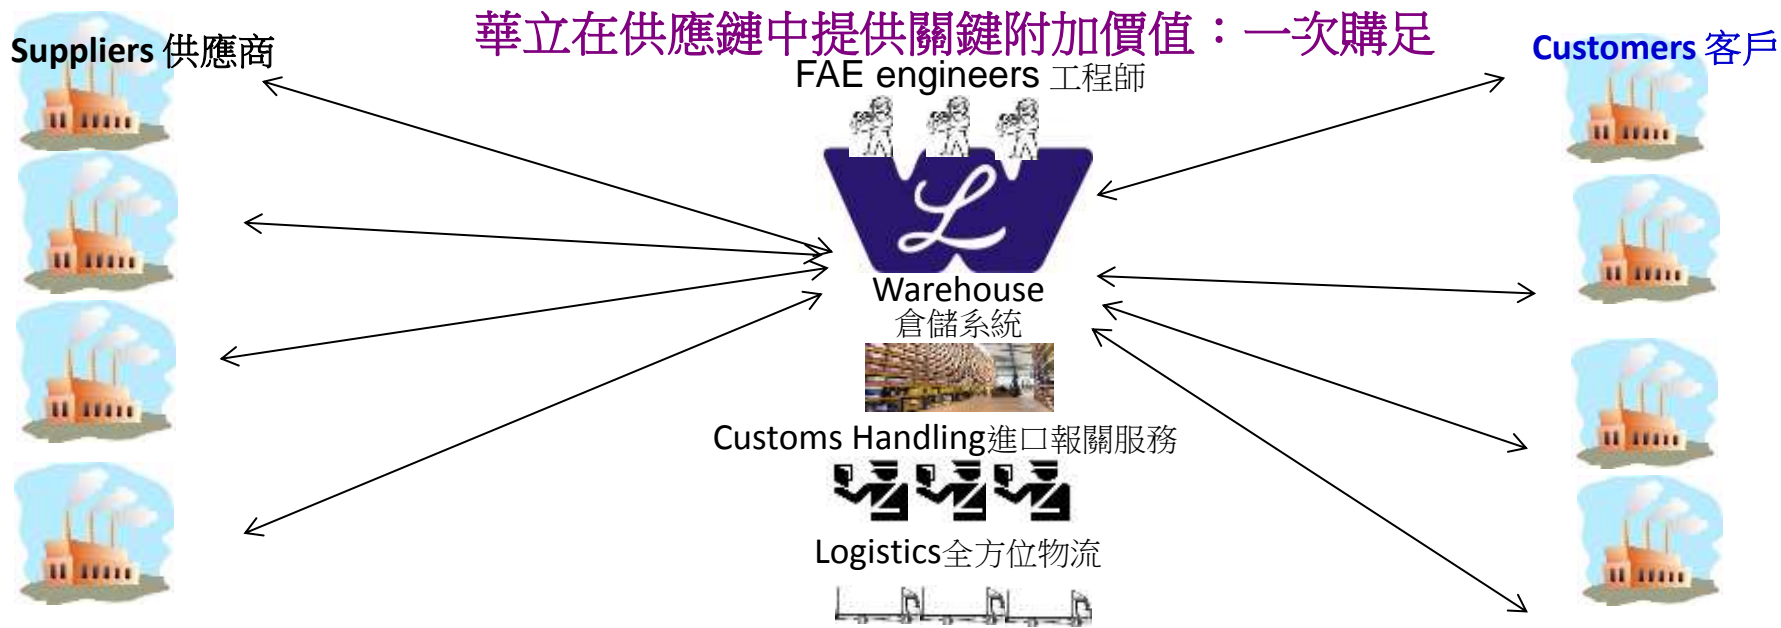 華立在供應鏈中提供關鍵附加價值：一次購足
Suppliers 供應商
Customers 客戶
FAE engineers 工程師
L
Warehouse
倉儲系統
Customs Handling進口報關服務
Logistics全方位物流